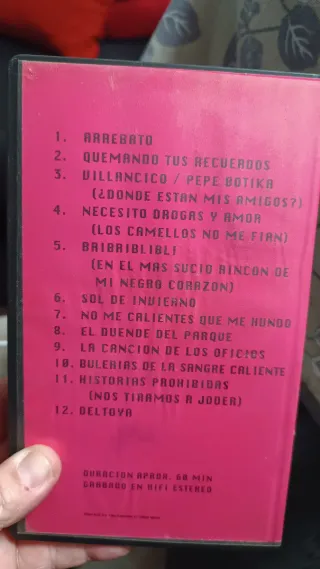 1. ARREBATO
2. QUEMANDO TUS RECUERDOS
3. VILLANCICO / PEPE BOTIKA
(¿DONDE ESTAN MIS AMIGOS?)
4. NECESITO DROGAS Y AMOR
(LOS CAMELLOS NO ME FIAN)
5. BRIBRIBLIBLI
(EN EL MAS SUCIO RINCON DE
MI NEGRO CORAZON)
6. SOL DE INVIERNO
7. NO ME CALIENTES QUE ME HUNDO
8. EL DUENDE DEL PARQUE
9. LA CANCION DE LOS OFICIOS
10. BULERIAS DE LA SANGRE CALIENTE
11. HISTORIAS PROHIBIDAS
(NOS TIRAMOS A JODER)
12. DELTOYA
DURACION APROX. 60 MIN
GRABADO EN HIFI ESTEREO